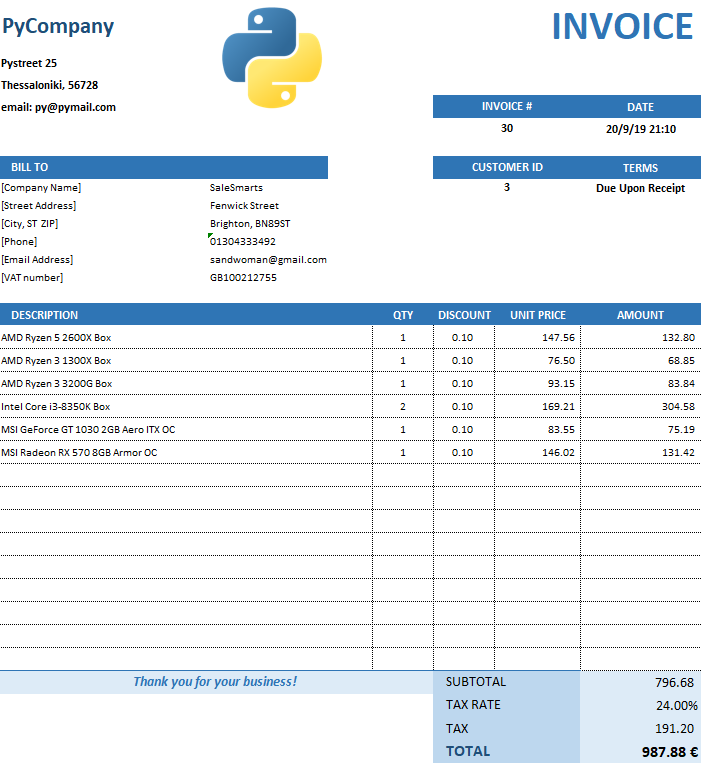 PyCompany
INVOICE
Pystreet 25
Thessaloniki, 56728
email: py@pymail.com
INVOICE # DATE
30 20/9/19 21:10
BILL TO CUSTOMER ID TERMS
[Company Name] SaleSmarts 3 Due Upon Receipt
[Street Address] Fenwick Street
[City, ST ZIP] Brighton, BN89ST
[Phone] 01304333492
[Email Address] sandwoman@gmail.com
[VAT number] GB100212755
DESCRIPTION QTY DISCOUNT UNIT PRICE AMOUNT
AMD Ryzen 5 2600X Box 1 0.10 147.56 132.80
AMD Ryzen 3 1300X Box 1 0.10 76.50 68.85
AMD Ryzen 3 3200G Box 1 0.10 93.15 83.84
Intel Core i3-8350K Box 2 0.10 169.21 304.58
MSI GeForce GT 1030 2GB Aero ITX OC 1 0.10 83.55 75.19
MSI Radeon RX 570 8GB Armor OC 1 0.10 146.02 131.42
Thank you for your business! SUBTOTAL 796.68
TAX RATE 24.00%
TAX 191.20
TOTAL 987.88 €